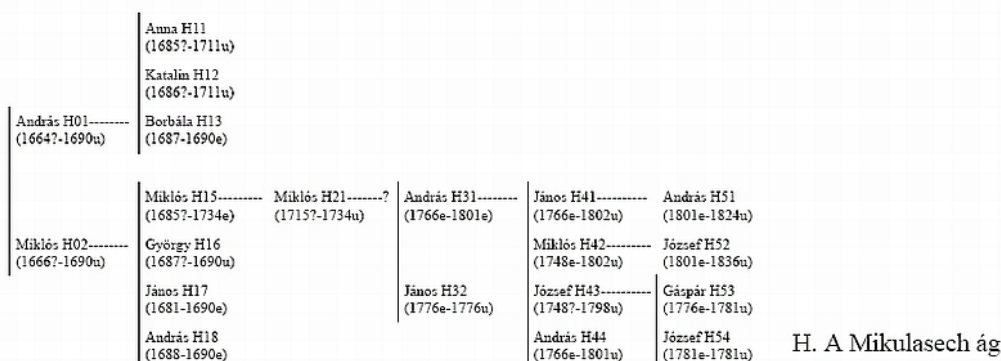 Anna H11
(1685?-1711u)
Katalin H12
(1686?-1711u)
András H01-------- Borbála H13
(1664?-1690u) (1687-1690e)
Miklós H15--------- Miklós H21-------? András H31-------- János H41---------- András H51
(1685?-1734e) (1715?-1734u) (1766e-1801e) (1766e-1802u) (1801e-1824u)
Miklós H02-------- György H16 Miklós H42--------- József H52
(1666?-1690u) (1687?-1690u) (1748e-1802u) (1801e-1836u)
János H17 János H32 József H43---------- Gáspár H53
(1681-1690e) (1776e-1776u) (1748?-1798u) (1776e-1781u)
András H18 András H44 József H54
(1688-1690e) (1766e-1801u) (1781e-1781u)
H. A Mikulasech ág